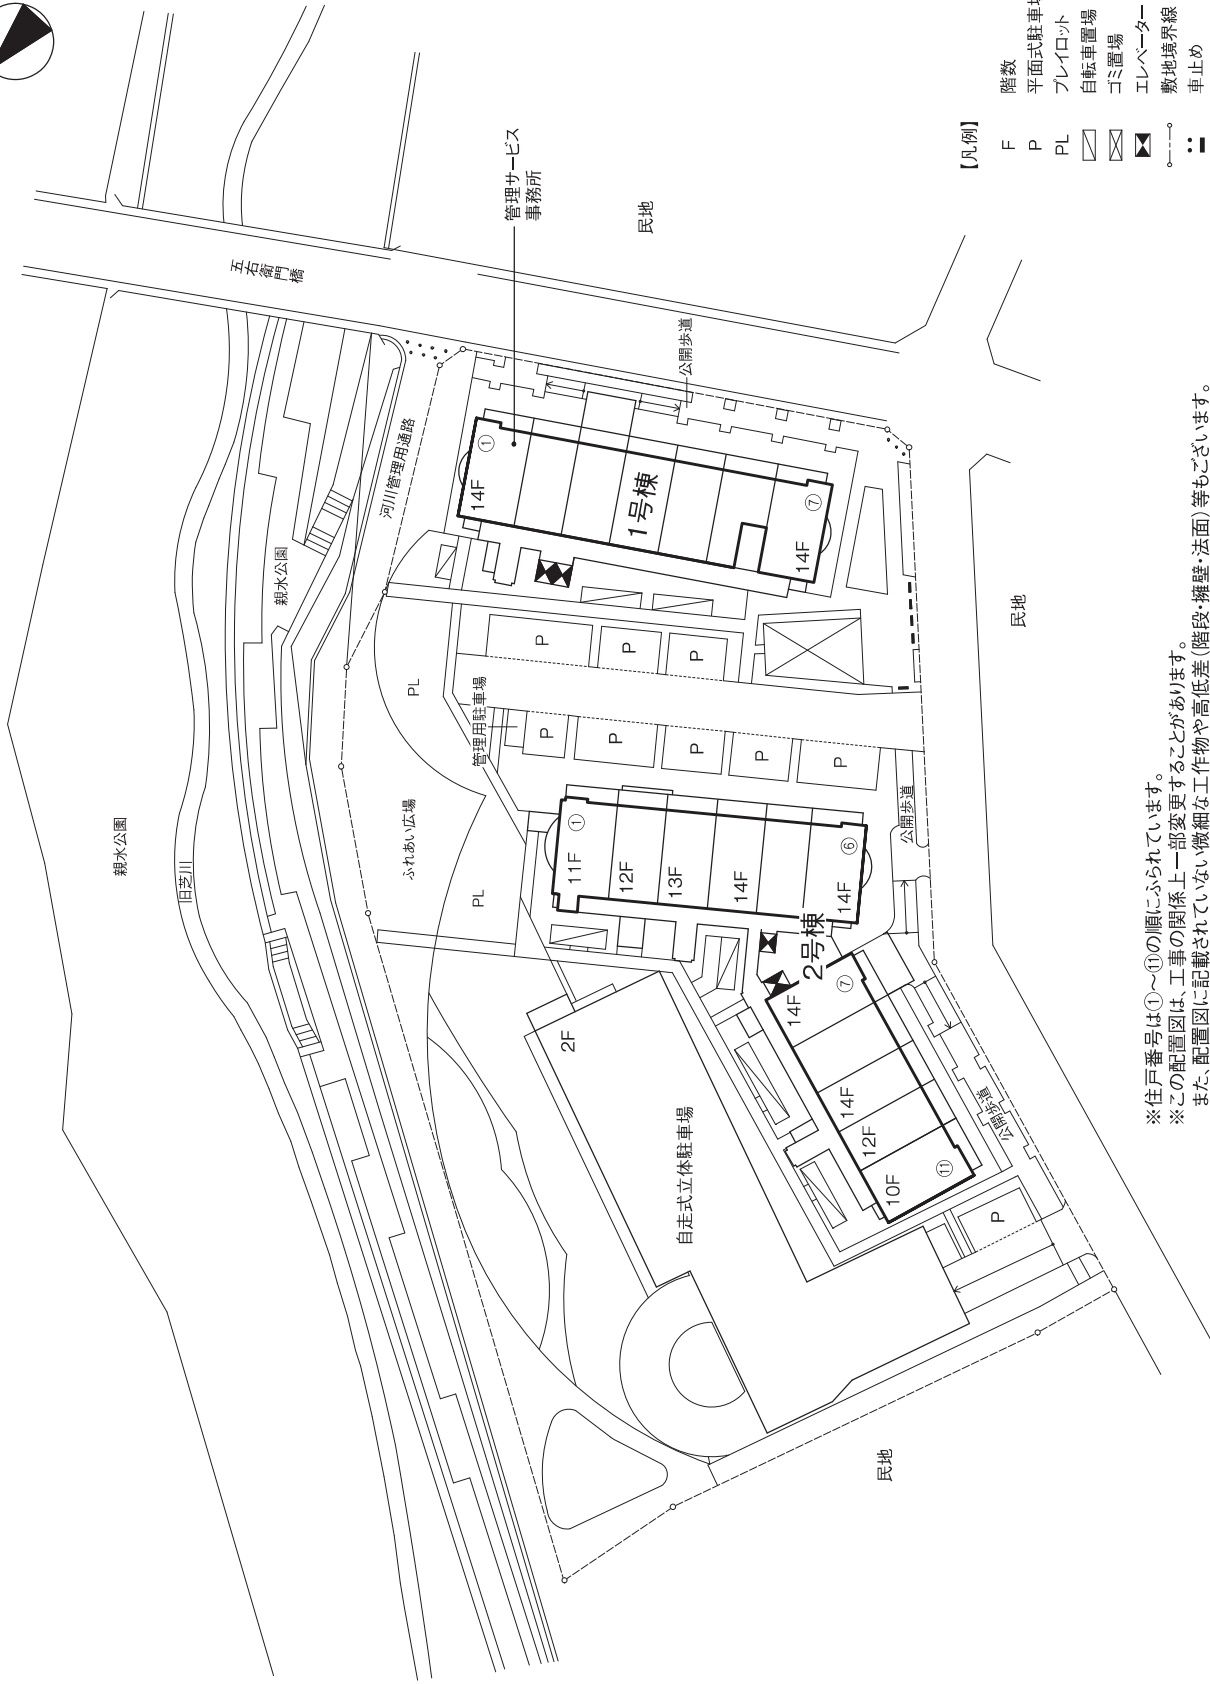 親水公園
旧芝川
親水公園
五右衛門橋
河川管理用通路
管理サービス
事務所
民地
公開歩道
14F
①
1号棟
14F
⑦
PL
ふれあい広場
PL
管理用駐車場
P
P
P
P
P
P
P
P
11F
①
12F
13F
14F
14F
⑥
公開歩道
民地
2号棟
14F
⑦
14F
12F
10F
⑪
公開歩道
2F
自走式立体駐車場
P
民地
【凡例】
F 階数
P 平面式駐車場
PL プレイロット
自転車置場
ゴミ置場
エレベーター
敷地境界線
車止め
※住戸番号は①～⑪の順にふられています。
※この配置図は、工事の関係上一部変更することがあります。
また、配置図に記載されていない微細な工作物や高低差(階段・擁壁・法面)等もございます。